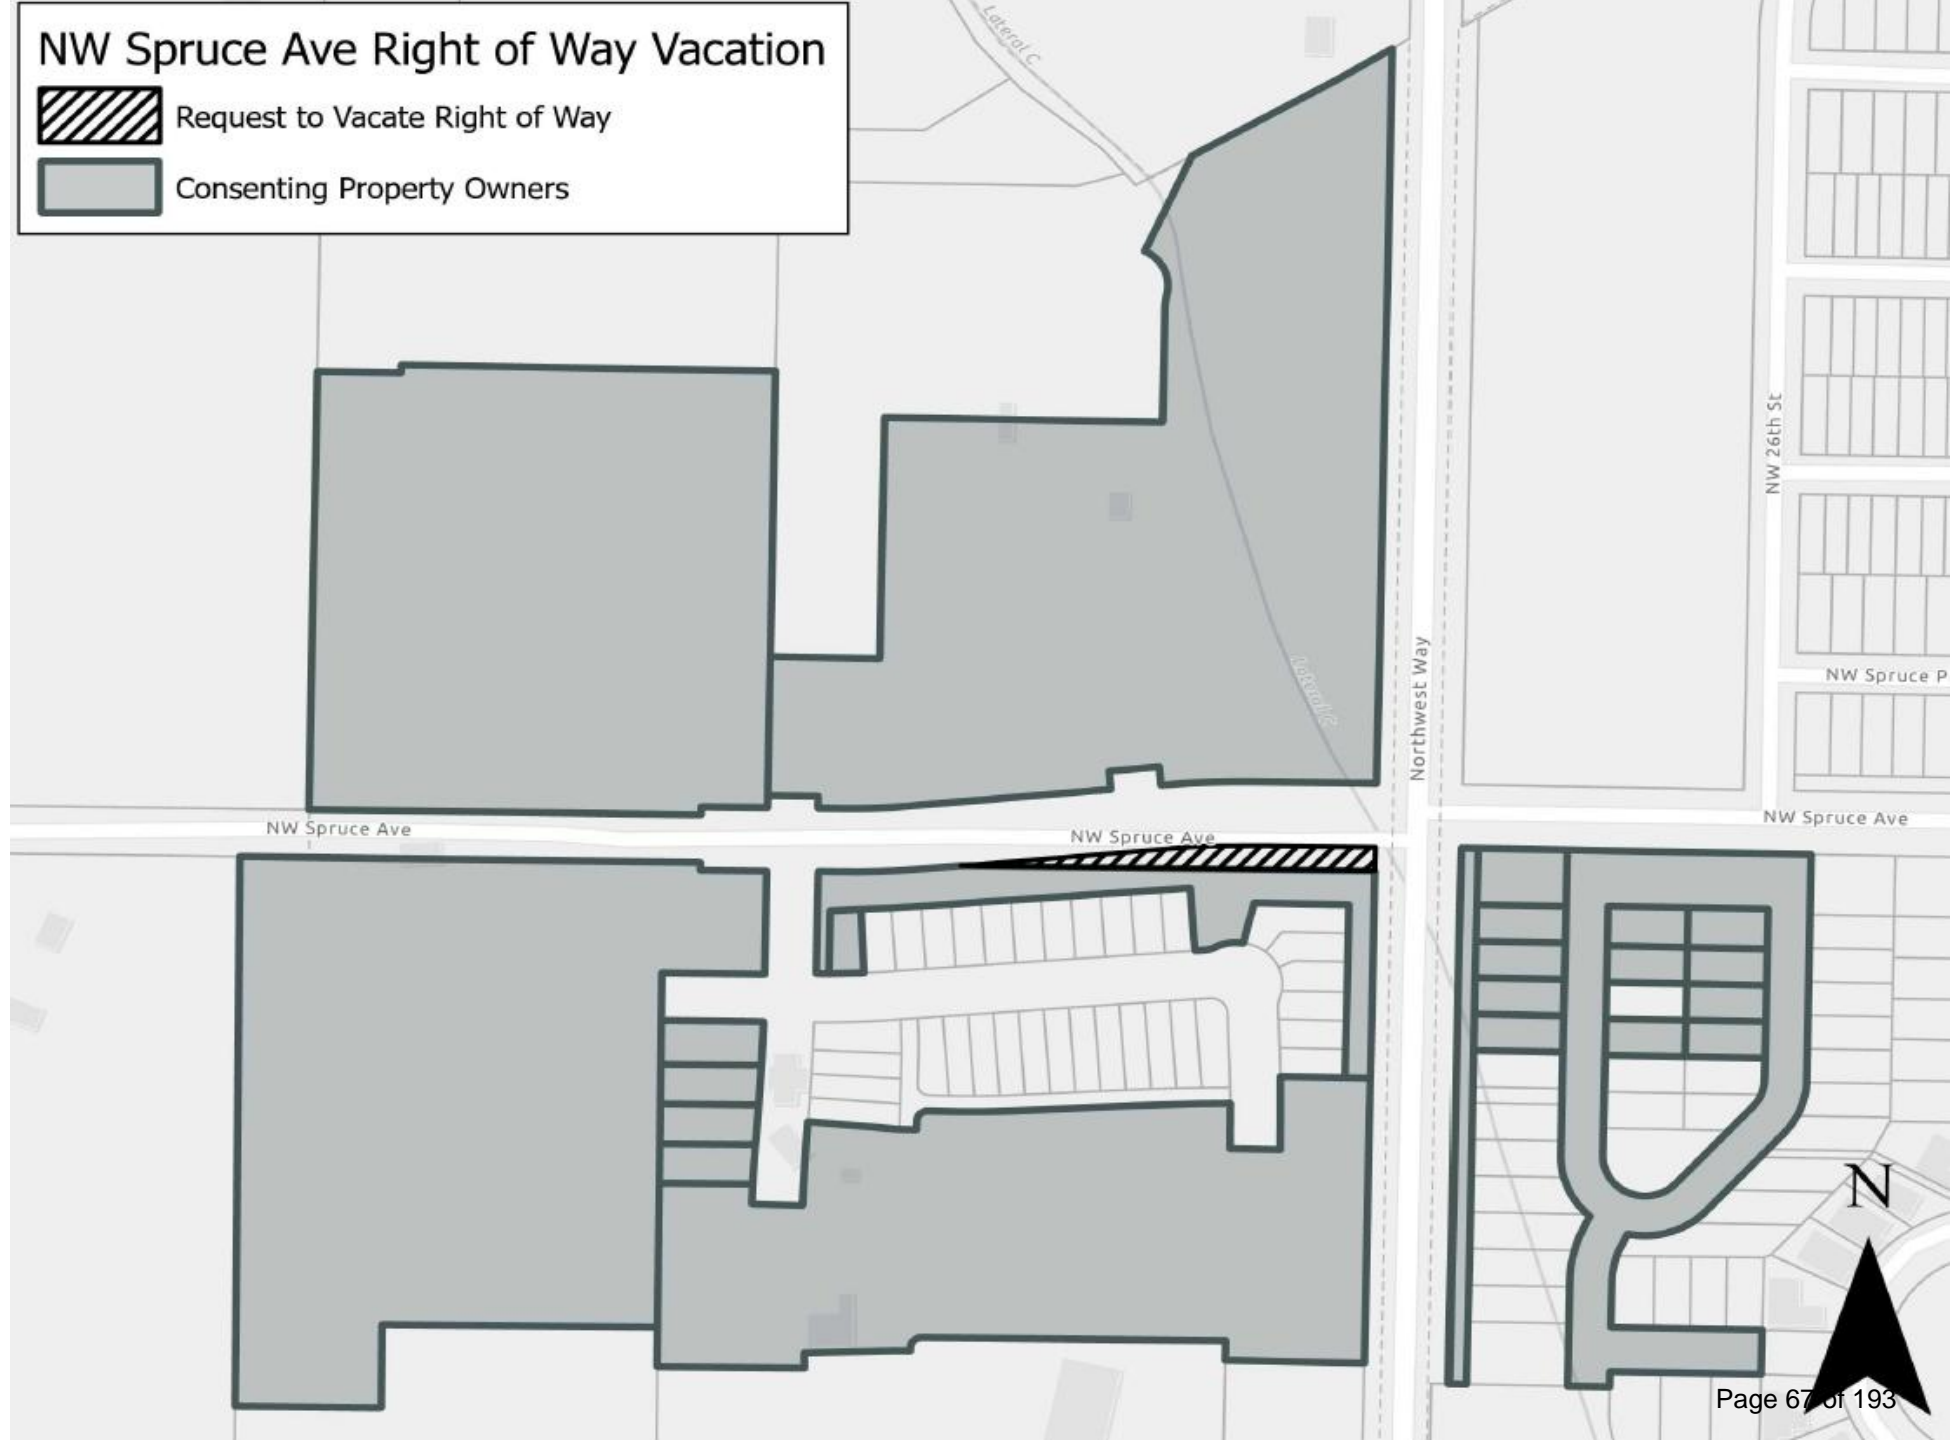 NW Spruce Ave Right of Way Vacation
Request to Vacate Right of Way
Consenting Property Owners
Lateral C
NW 26th St
Northwest Way
Lateral C
NW Spruce P
NW Spruce Ave
NW Spruce Ave
NW Spruce Ave
N
Page 67 of 193